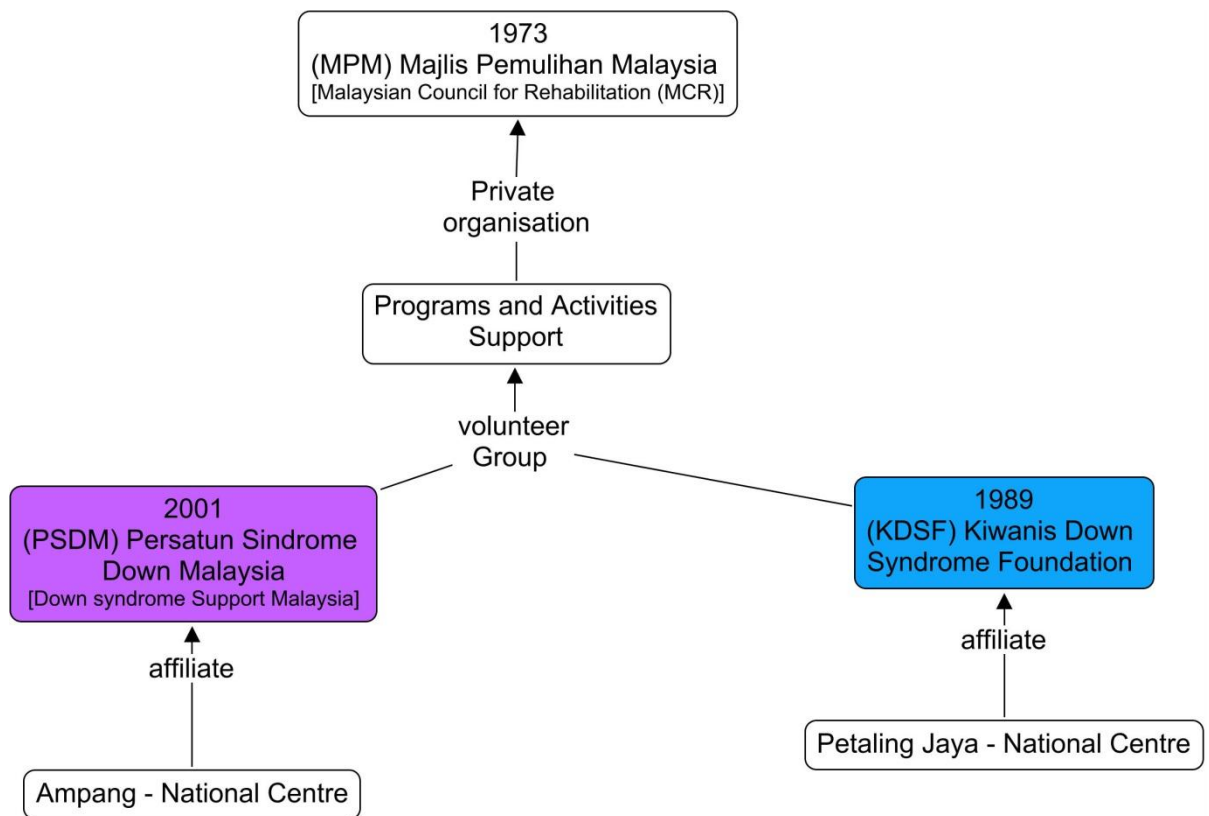 1973
(MPM) Majlis Pemulihan Malaysia
[Malaysian Council for Rehabilitation (MCR)]
Private
organisation
Programs and Activities
Support
volunteer
Group
2001
(PSDM) Persatun Sindrome
Down Malaysia
[Down syndrome Support Malaysia]
1989
(KDSF) Kiwanis Down
Syndrome Foundation
affiliate
affiliate
Ampang - National Centre
Petaling Jaya - National Centre